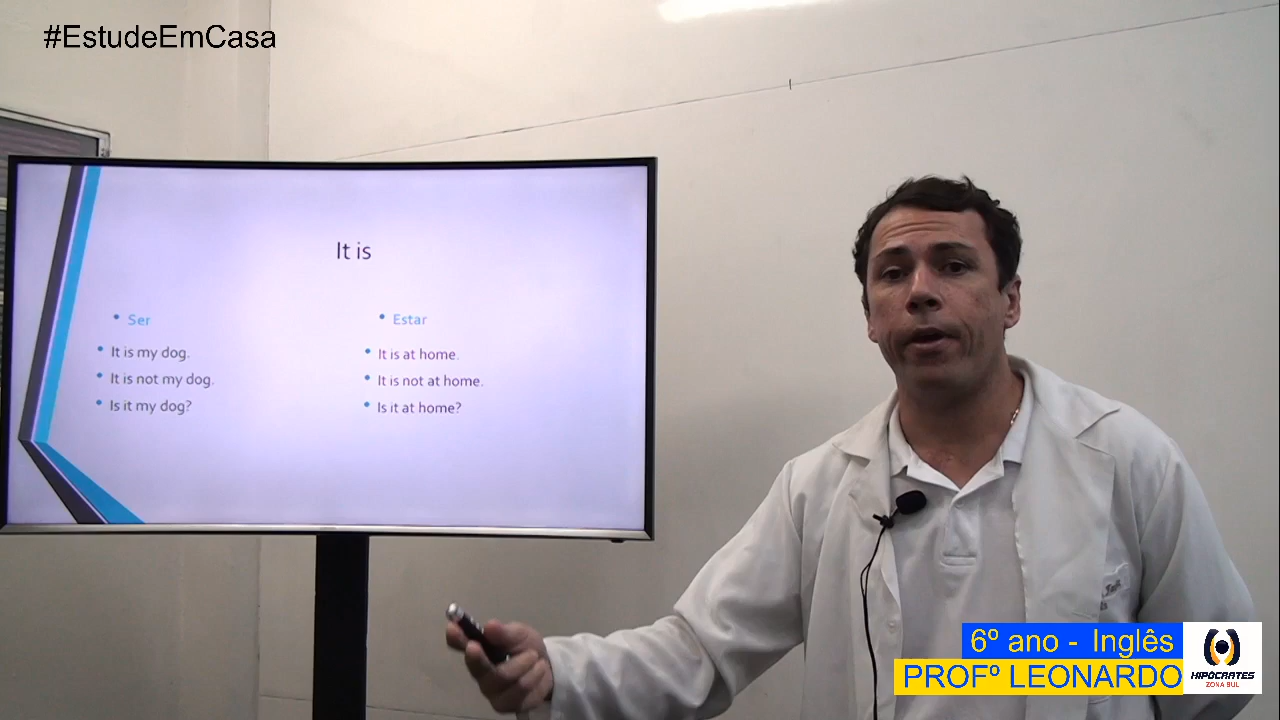 #EstudeEmCasa
It is
• Ser
• It is my dog.
• It is not my dog.
• Is it my dog?
• Estar
• It is at home.
• It is not at home.
• Is it at home?
6º ano - Inglês
PROFº LEONARDO
HIPÓCRATES
ZONA SUL